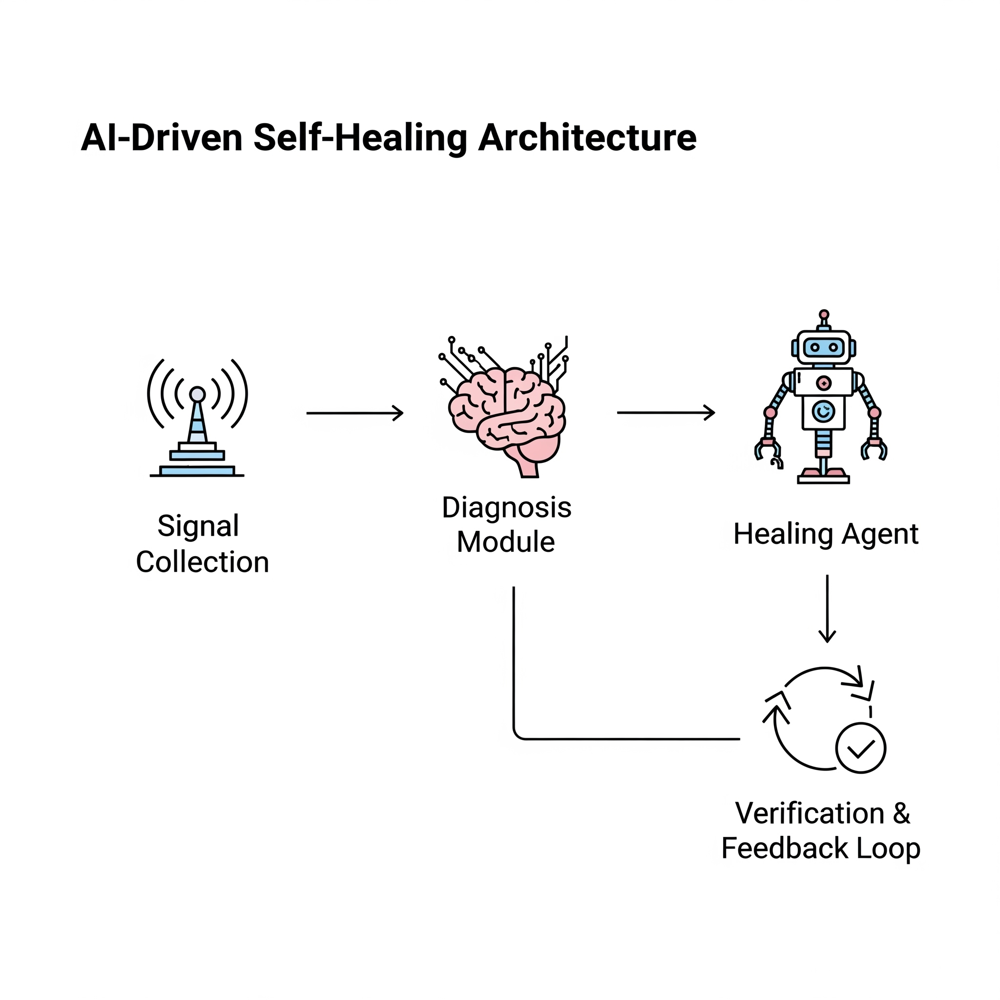 AI-Driven Self-Healing Architecture
Signal
Collection
Diagnosis
Module
Healing Agent
Verification &
Feedback Loop